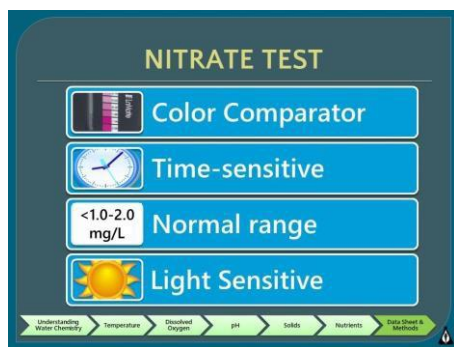 NITRATE TEST
Color Comparator
Time-sensitive
<1.0-2.0
mg/L
Normal range
Light Sensitive
Understanding
Water Chemistry
Temperature
Dissolved
Oxygen
pH
Solids
Nutrients
Data Sheet &
Methods